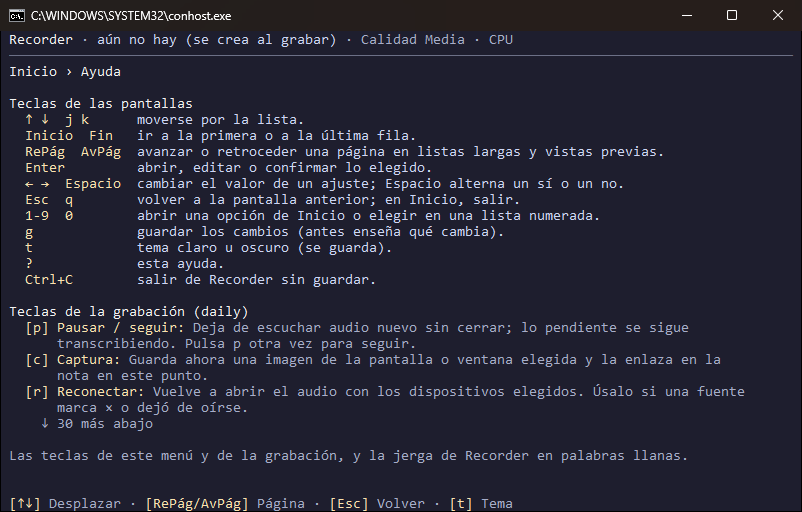 C:\WINDOWS\SYSTEM32\conhost.exe
Recorder · aún no hay (se crea al grabar) · Calidad Media · CPU
Inicio › Ayuda
Teclas de las pantallas
↑ ↓ j k moverse por la lista.
Inicio Fin ir a la primera o a la última fila.
RePág AvPág avanzar o retroceder una página en listas largas y vistas previas.
Enter abrir, editar o confirmar lo elegido.
← → Espacio cambiar el valor de un ajuste; Espacio alterna un sí o un no.
Esc q volver a la pantalla anterior; en Inicio, salir.
1-9 0 abrir una opción de Inicio o elegir en una lista numerada.
g guardar los cambios (antes enseña qué cambia).
t tema claro u oscuro (se guarda).
? esta ayuda.
Ctrl+C salir de Recorder sin guardar.
Teclas de la grabación (daily)
[p] Pausar / seguir: Deja de escuchar audio nuevo sin cerrar; lo pendiente se sigue
transcribiendo. Pulsa p otra vez para seguir.
[c] Captura: Guarda ahora una imagen de la pantalla o ventana elegida y la enlaza en la
nota en este punto.
[r] Reconectar: Vuelve a abrir el audio con los dispositivos elegidos. Úsalo si una fuente
marca × o dejó de oírse.
↓ 30 más abajo
Las teclas de este menú y de la grabación, y la jerga de Recorder en palabras llanas.
[↑↓] Desplazar · [RePág/AvPág] Página · [Esc] Volver · [t] Tema